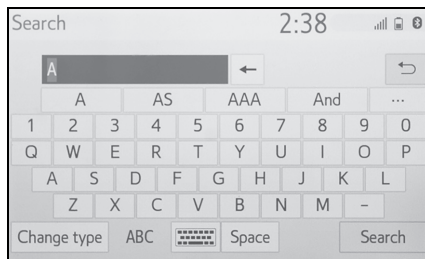 Search 2:38
A
A AS AAA And ...
1 2 3 4 5 6 7 8 9 0
Q W E R T Y U I O P
A S D F G H J K L
Z X C V B N M -
Change type ABC Space Search